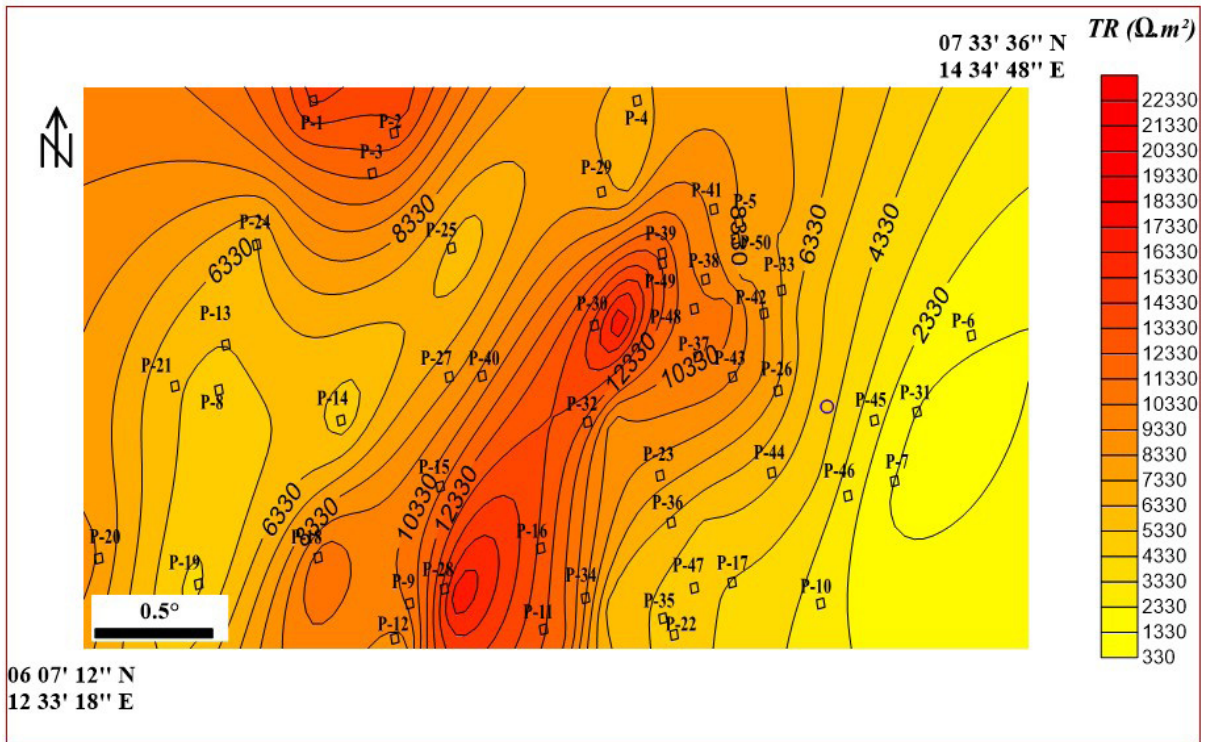 TR (Ω.m²)
07 33' 36'' N
14 34' 48'' E
N
22330
21330
20330
19330
18330
17330
16330
15330
14330
13330
12330
11330
10330
9330
8330
7330
6330
5330
4330
3330
2330
1330
330
P-1
P-2
P-3
P-4
P-29
P-41
P-5
P-24
P-25
P-39
P-50
P-33
P-38
P-49
P-42
P-48
P-30
P-13
P-6
P-37
P-21
P-27
P-40
P-43
P-26
P-8
P-14
P-32
P-45
P-31
P-15
P-23
P-44
P-46
P-7
P-36
P-20
P-18
P-16
P-19
P-9
P-28
P-34
P-47
P-17
P-10
P-12
P-11
P-35
P-22
8330
6330
8330
6330
4330
2330
12330
10330
6330
8330
10330
12330
0.5°
06 07' 12'' N
12 33' 18'' E